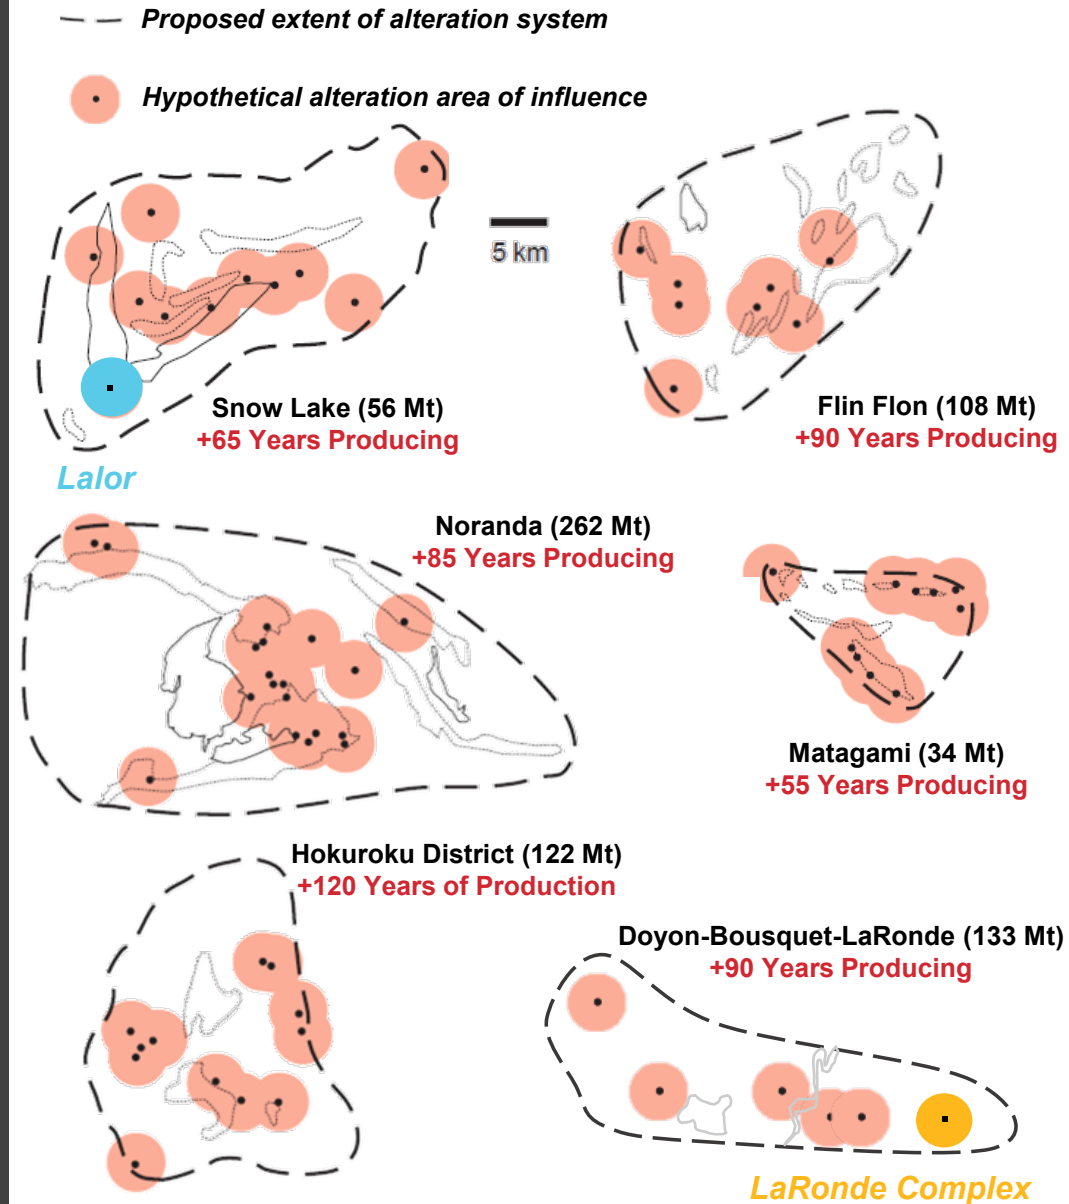 Proposed extent of alteration system
Hypothetical alteration area of influence
5 km
Snow Lake (56 Mt)
+65 Years Producing
Lalor
Flin Flon (108 Mt)
+90 Years Producing
Noranda (262 Mt)
+85 Years Producing
Matagami (34 Mt)
+55 Years Producing
Hokuroku District (122 Mt)
+120 Years of Production
Doyon-Bousquet-LaRonde (133 Mt)
+90 Years Producing
LaRonde Complex